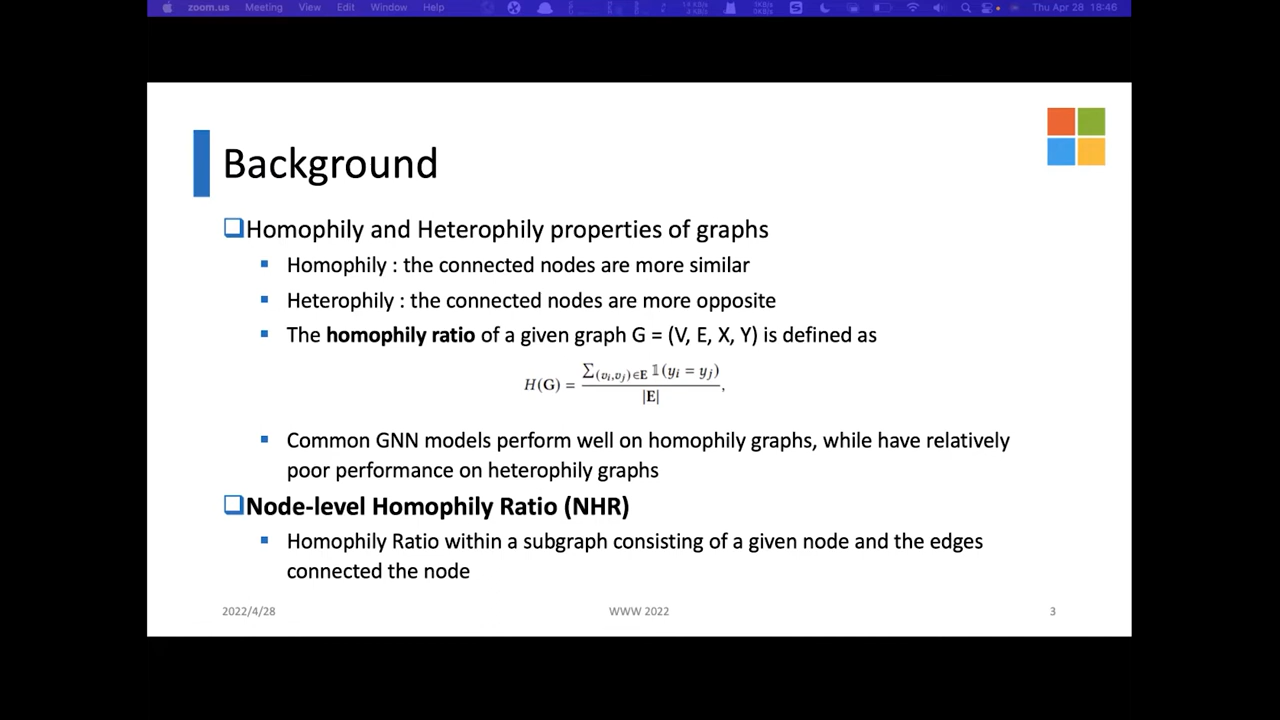 zoom.us Meeting View Edit Window Help Thu Apr 28 18:46
Background
Homophily and Heterophily properties of graphs
Homophily : the connected nodes are more similar
Heterophily : the connected nodes are more opposite
The homophily ratio of a given graph G = (V, E, X, Y) is defined as
H(G) = ∑(vi,vj)∈E 𝟙(yi = yj) / |E|,
Common GNN models perform well on homophily graphs, while have relatively
poor performance on heterophily graphs
Node-level Homophily Ratio (NHR)
Homophily Ratio within a subgraph consisting of a given node and the edges
connected the node
2022/4/28 WWW 2022 3